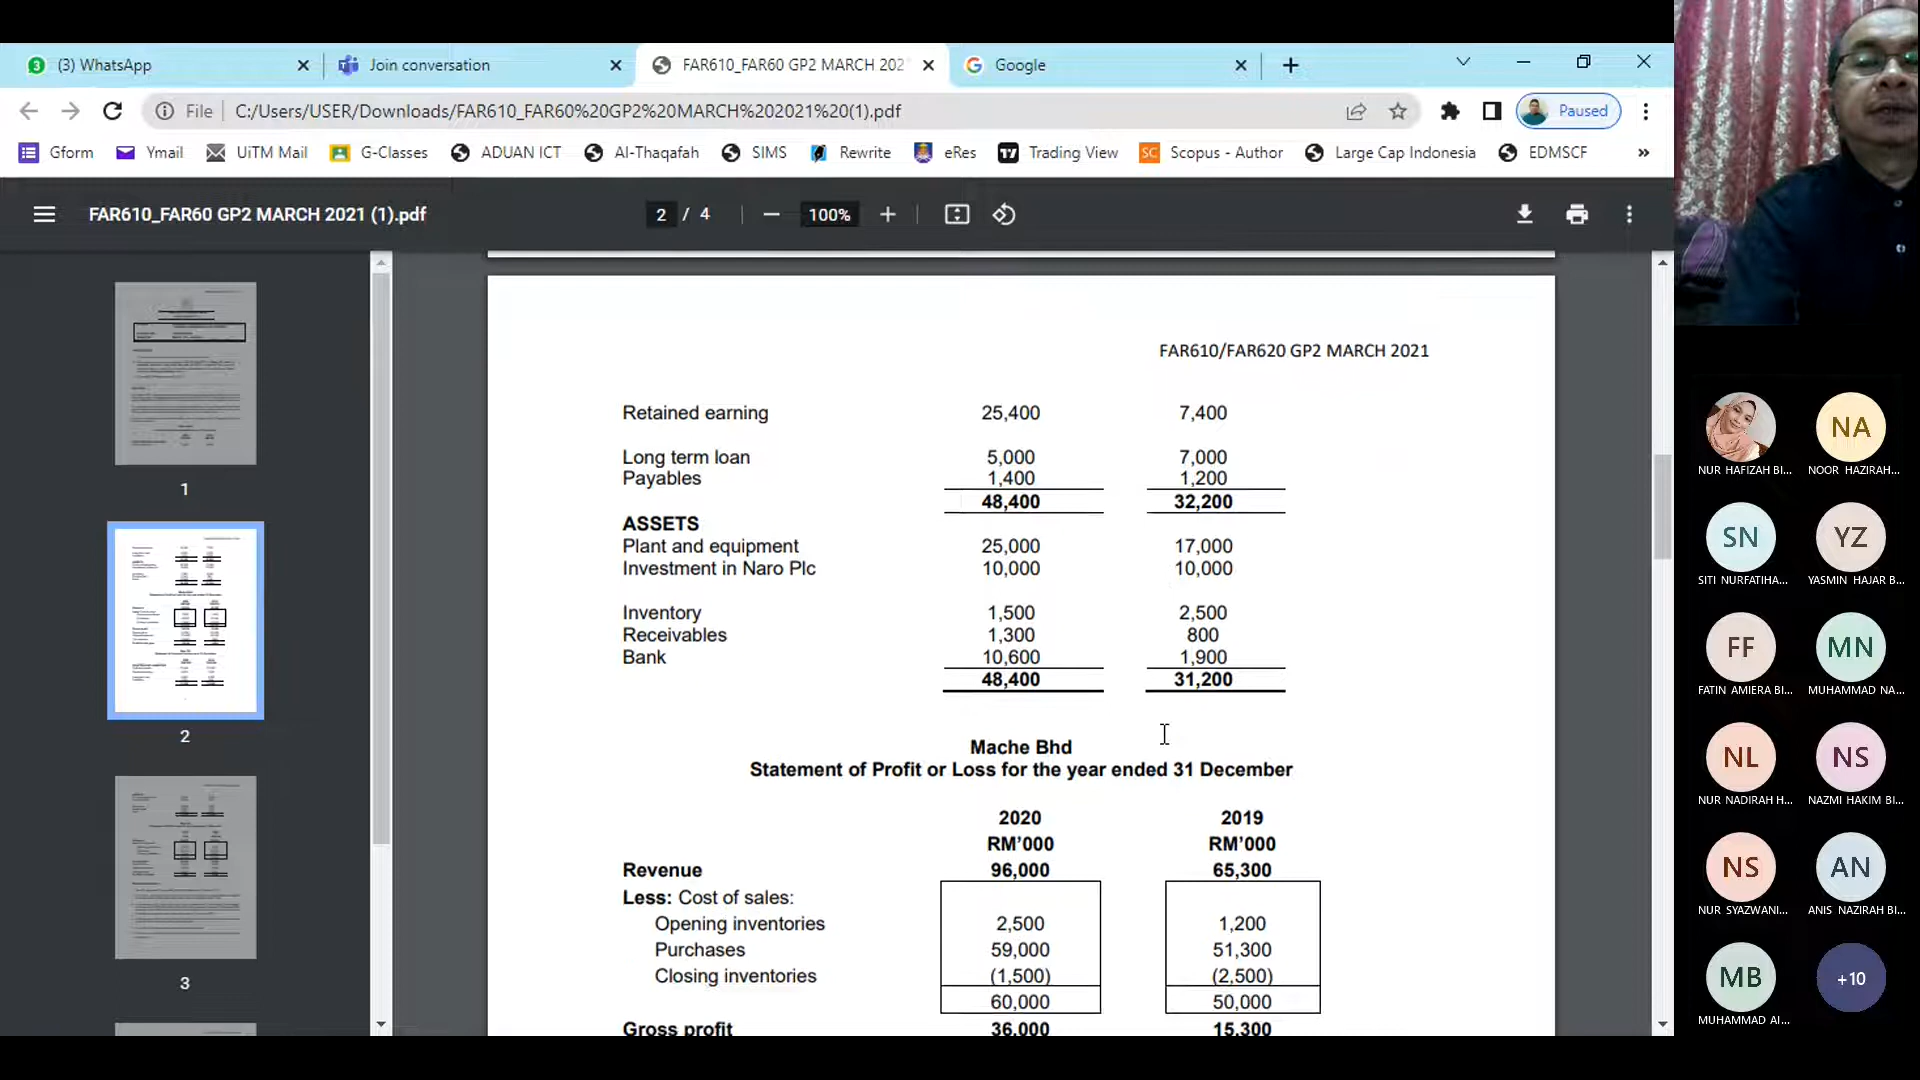 3 (3) WhatsApp
Join conversation
FAR610_FAR60 GP2 MARCH 202
Google
File C:/Users/USER/Downloads/FAR610_FAR60%20GP2%20MARCH%202021%20(1).pdf
Paused
Gform Ymail UiTM Mail G-Classes ADUAN ICT Al-Thaqafah SIMS Rewrite eRes Trading View SC Scopus - Author Large Cap Indonesia EDMSCF »
FAR610_FAR60 GP2 MARCH 2021 (1).pdf
2 / 4
100%
1
2
3
FAR610/FAR620 GP2 MARCH 2021
Retained earning 25,400 7,400
Long term loan 5,000 7,000
Payables 1,400 1,200
48,400 32,200
ASSETS
Plant and equipment 25,000 17,000
Investment in Naro Plc 10,000 10,000
Inventory 1,500 2,500
Receivables 1,300 800
Bank 10,600 1,900
48,400 31,200
Mache Bhd
Statement of Profit or Loss for the year ended 31 December
2020 2019
RM’000 RM’000
Revenue 96,000 65,300
Less: Cost of sales:
Opening inventories 2,500 1,200
Purchases 59,000 51,300
Closing inventories (1,500) (2,500)
60,000 50,000
Gross profit 36,000 15,300
NUR HAFIZAH BI...
NA
NOOR HAZIRAH...
SN
SITI NURFATIHA...
YZ
YASMIN HAJAR B...
FF
FATIN AMIERA BI...
MN
MUHAMMAD NA...
NL
NUR NADIRAH H...
NS
NAZMI HAKIM BI...
NS
NUR SYAZWANI...
AN
ANIS NAZIRAH BI...
MB
MUHAMMAD AI...
+10